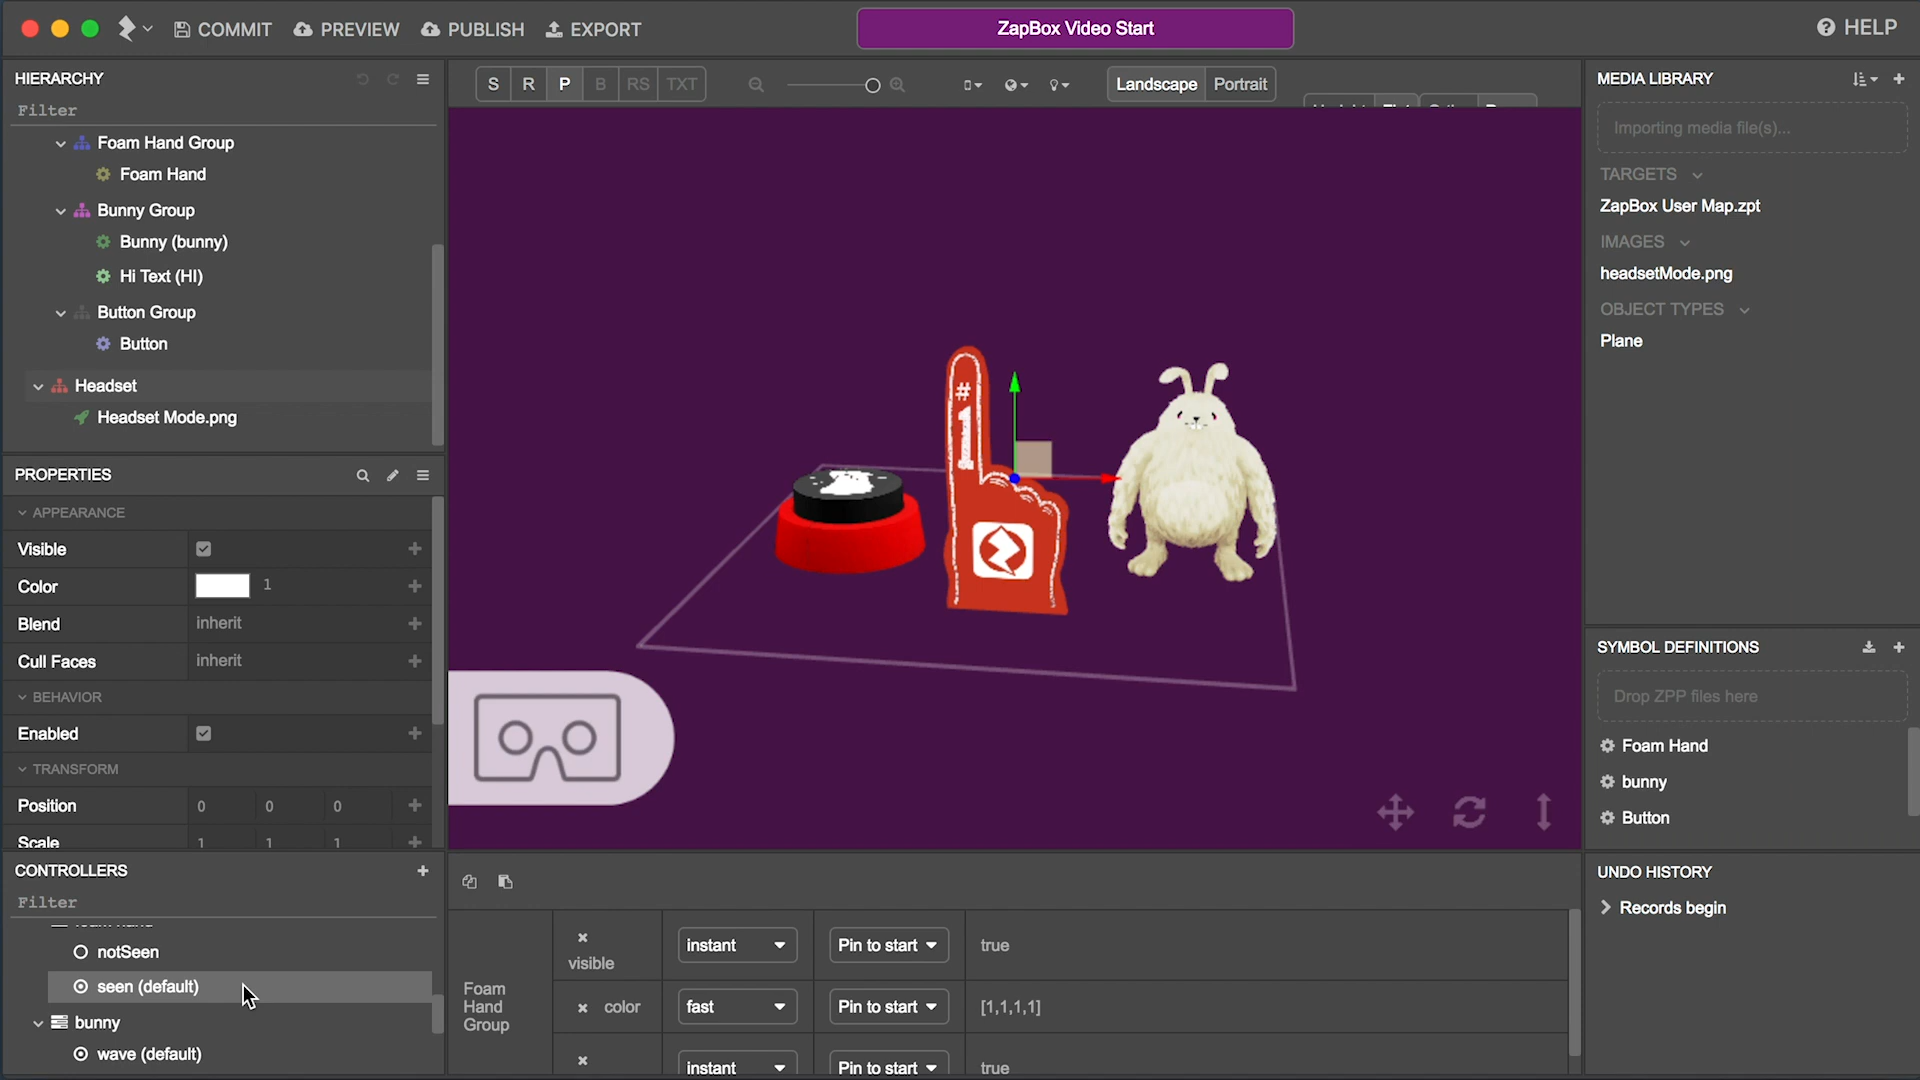 COMMIT PREVIEW PUBLISH EXPORT
ZapBox Video Start
HELP
HIERARCHY
Filter
Foam Hand Group
Foam Hand
Bunny Group
Bunny (bunny)
Hi Text (HI)
Button Group
Button
Headset
Headset Mode.png
PROPERTIES
APPEARANCE
Visible
Color 1
Blend inherit
Cull Faces inherit
BEHAVIOR
Enabled
TRANSFORM
Position 0 0 0
Scale 1 1 1
CONTROLLERS
Filter
notSeen
seen (default)
bunny
wave (default)
S R P B RS TXT
Landscape Portrait
#
1
Foam
Hand
Group
visible instant Pin to start true
color fast Pin to start [1,1,1,1]
instant Pin to start true
MEDIA LIBRARY
Importing media file(s)...
TARGETS
ZapBox User Map.zpt
IMAGES
headsetMode.png
OBJECT TYPES
Plane
SYMBOL DEFINITIONS
Drop ZPP files here
Foam Hand
bunny
Button
UNDO HISTORY
Records begin